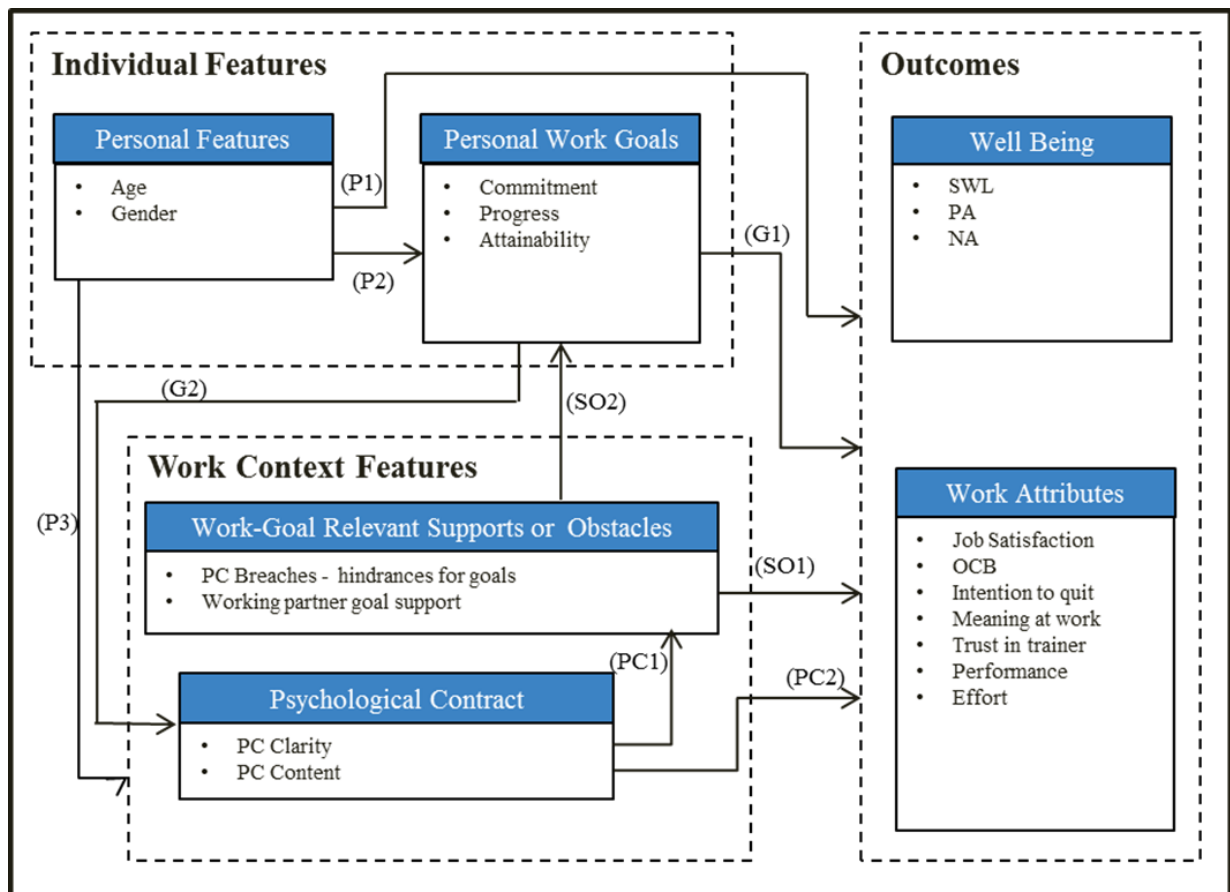 Individual Features
Personal Features
• Age
• Gender
(P1)
(P2)
Personal Work Goals
• Commitment
• Progress
• Attainability
(G1)
(G2)
(SO2)
(P3)
Work Context Features
Work-Goal Relevant Supports or Obstacles
• PC Breaches - hindrances for goals
• Working partner goal support
(SO1)
(PC1)
(PC2)
Psychological Contract
• PC Clarity
• PC Content
Outcomes
Well Being
• SWL
• PA
• NA
Work Attributes
• Job Satisfaction
• OCB
• Intention to quit
• Meaning at work
• Trust in trainer
• Performance
• Effort